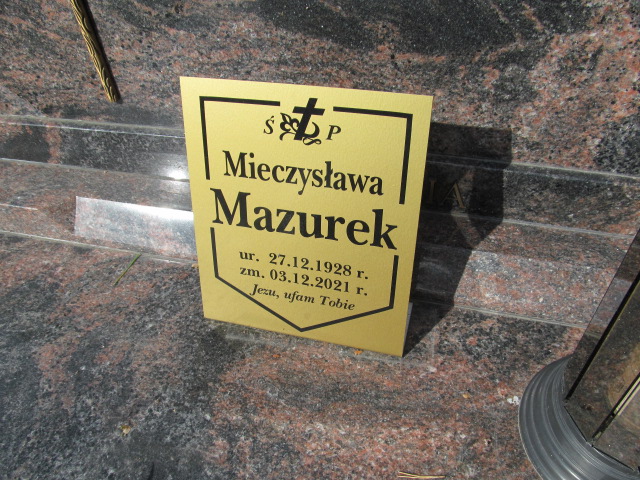 Ś P
Mieczysława
Mazurek
ur. 27.12.1928 r.
zm. 03.12.2021 r.
Jezu, ufam Tobie